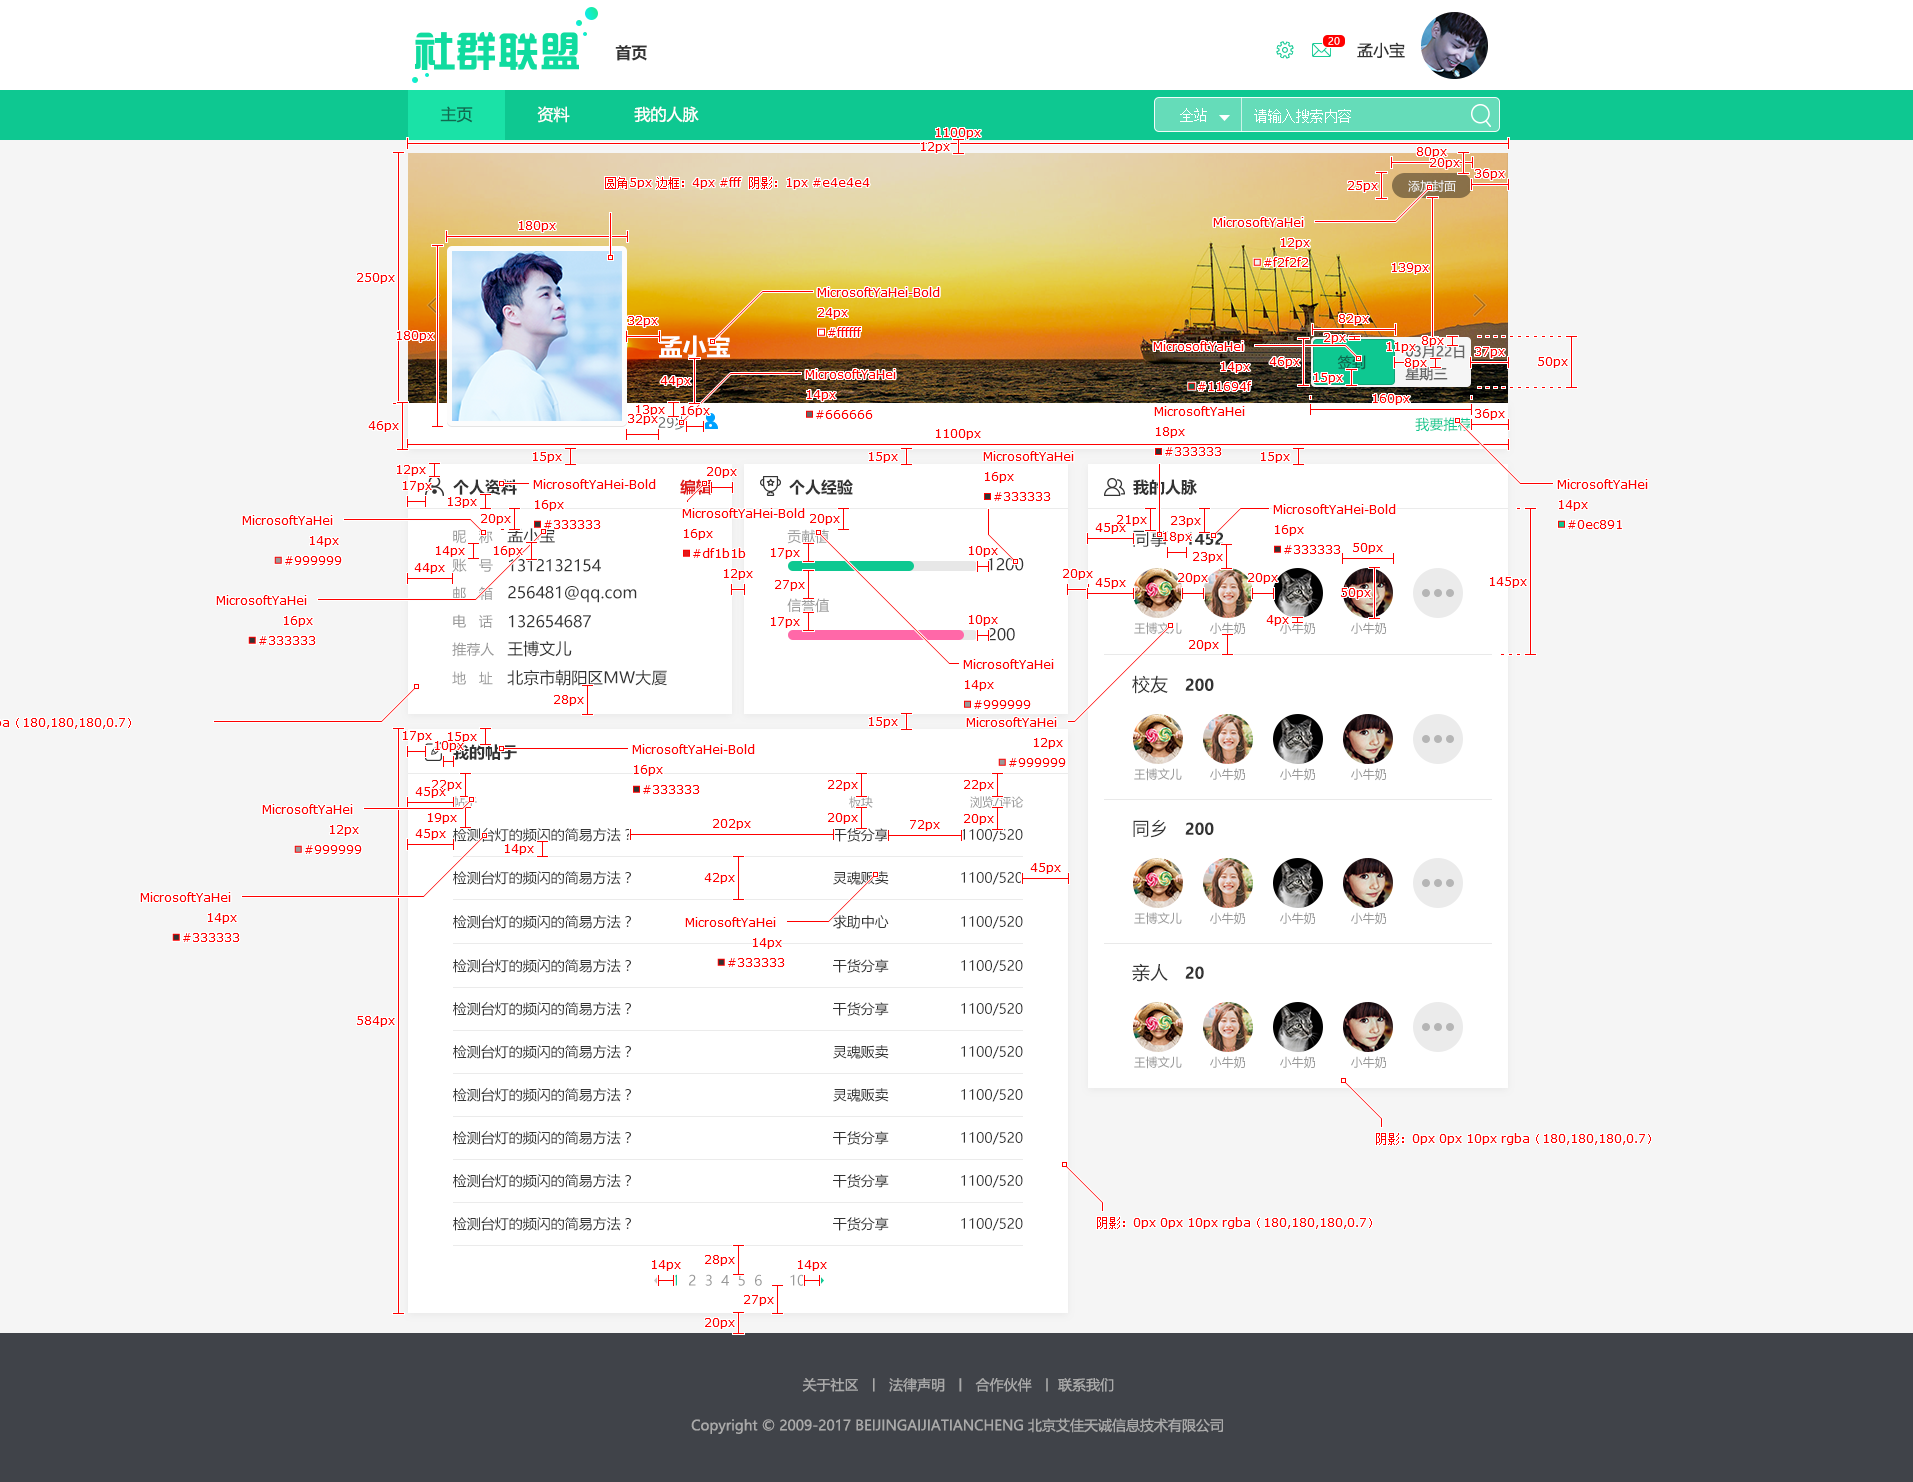 社群联盟
首页
20
孟小宝
主页 资料 我的人脉
全站 请输入搜索内容
1100px
12px
80px
20px
36px
25px
添加封面
圆角5px 边框：4px #fff 阴影：1px #e4e4e4
MicrosoftYaHei
12px
#f2f2f2
180px
139px
250px
180px
MicrosoftYaHei-Bold
24px
#ffffff
32px
孟小宝
82px
2px
11px
8px
MicrosoftYaHei
14px
#11694f
46px
签到
15px
8px
03月22日
星期三
37px
50px
44px
MicrosoftYaHei
14px
#666666
160px
13px
16px
32px
29岁
46px
1100px
MicrosoftYaHei
18px
#333333
我要推荐
36px
15px
15px
15px
12px
17px
13px
个人资料
MicrosoftYaHei-Bold
16px
#333333
编辑
20px
MicrosoftYaHei-Bold
16px
#df1b1b
个人经验
MicrosoftYaHei
16px
#333333
我的人脉
MicrosoftYaHei
14px
#0ec891
MicrosoftYaHei
14px
#999999
20px
昵 称 孟小宝
14px
16px
账 号 1312132154
44px
邮 箱 256481@qq.com
电 话 132654687
推荐人 王博文儿
地 址 北京市朝阳区MW大厦
28px
MicrosoftYaHei
16px
#333333
12px
20px
贡献值
17px
10px
1200
27px
信誉值
17px
10px
200
MicrosoftYaHei
14px
#999999
20px
21px
23px
45px
同事 1452
18px
23px
MicrosoftYaHei-Bold
16px
#333333
50px
145px
45px
20px
20px
50px
4px
王博文儿 小牛奶 小牛奶 小牛奶
20px
校友 200
王博文儿 小牛奶 小牛奶 小牛奶
同乡 200
王博文儿 小牛奶 小牛奶 小牛奶
亲人 20
王博文儿 小牛奶 小牛奶 小牛奶
阴影：0px 0px 10px rgba（180,180,180,0.7）
（180,180,180,0.7）
15px
17px
15px
10px
我的帖子
MicrosoftYaHei-Bold
16px
#333333
MicrosoftYaHei
12px
#999999
22px
22px
22px
45px
板块 浏览/评论
MicrosoftYaHei
12px
#999999
19px
20px
20px
45px
202px
72px
检测台灯的频闪的简易方法？ 干货分享 1100/520
14px
45px
42px
检测台灯的频闪的简易方法？ 灵魂贩卖 1100/520
MicrosoftYaHei
14px
#333333
MicrosoftYaHei
14px
#333333
检测台灯的频闪的简易方法？ 求助中心 1100/520
检测台灯的频闪的简易方法？ 干货分享 1100/520
检测台灯的频闪的简易方法？ 干货分享 1100/520
584px
检测台灯的频闪的简易方法？ 灵魂贩卖 1100/520
检测台灯的频闪的简易方法？ 灵魂贩卖 1100/520
检测台灯的频闪的简易方法？ 干货分享 1100/520
检测台灯的频闪的简易方法？ 干货分享 1100/520
检测台灯的频闪的简易方法？ 干货分享 1100/520
阴影：0px 0px 10px rgba（180,180,180,0.7）
28px
14px
14px
1 2 3 4 5 6 10
27px
20px
关于社区 | 法律声明 | 合作伙伴 | 联系我们
Copyright © 2009-2017 BEIJINGAIJIATIANCHENG 北京艾佳天诚信息技术有限公司